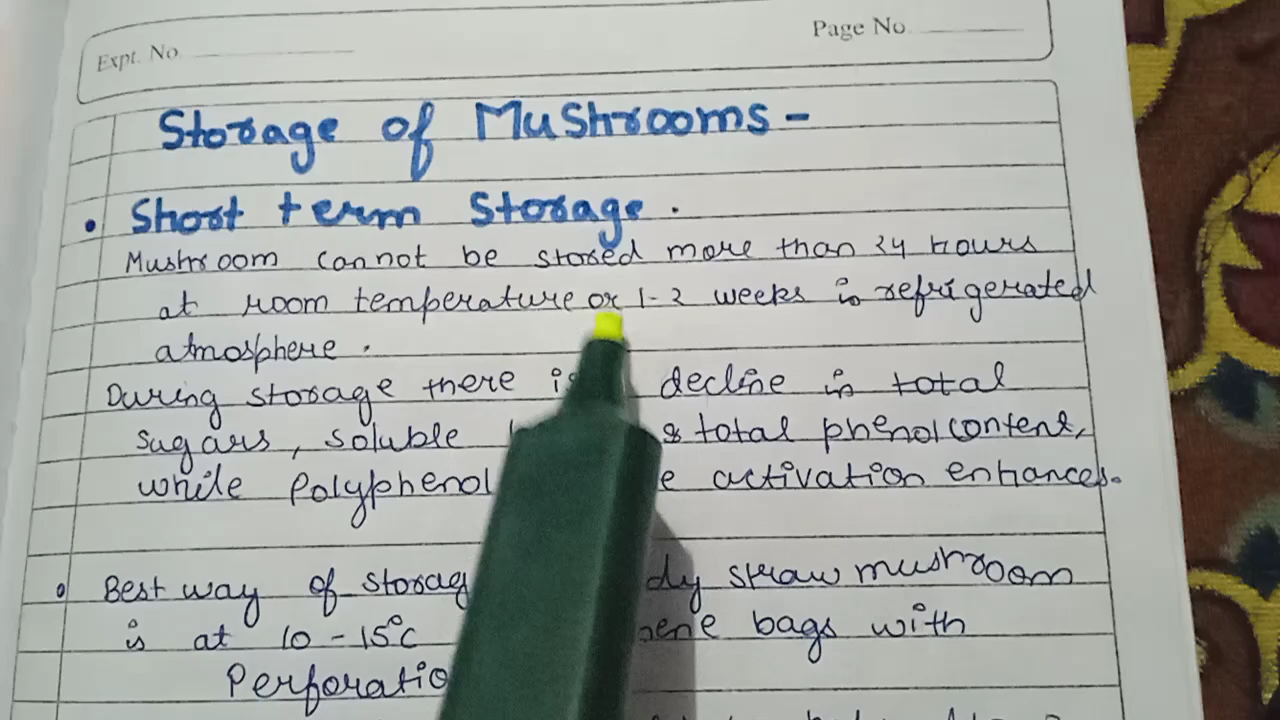 Expt. No.
Page No.
Storage of Mushrooms -
• Short term Storage.
Mushroom cannot be stored more than 24 hours
at room temperature or 1-2 weeks in refrigerated
atmosphere.
During storage there is decline in total
sugars, soluble & total phenol content,
while Polyphenol activation enhances.
• Best way of storag dy straw mushroom
is at 10-15°C bags with
Perforatio